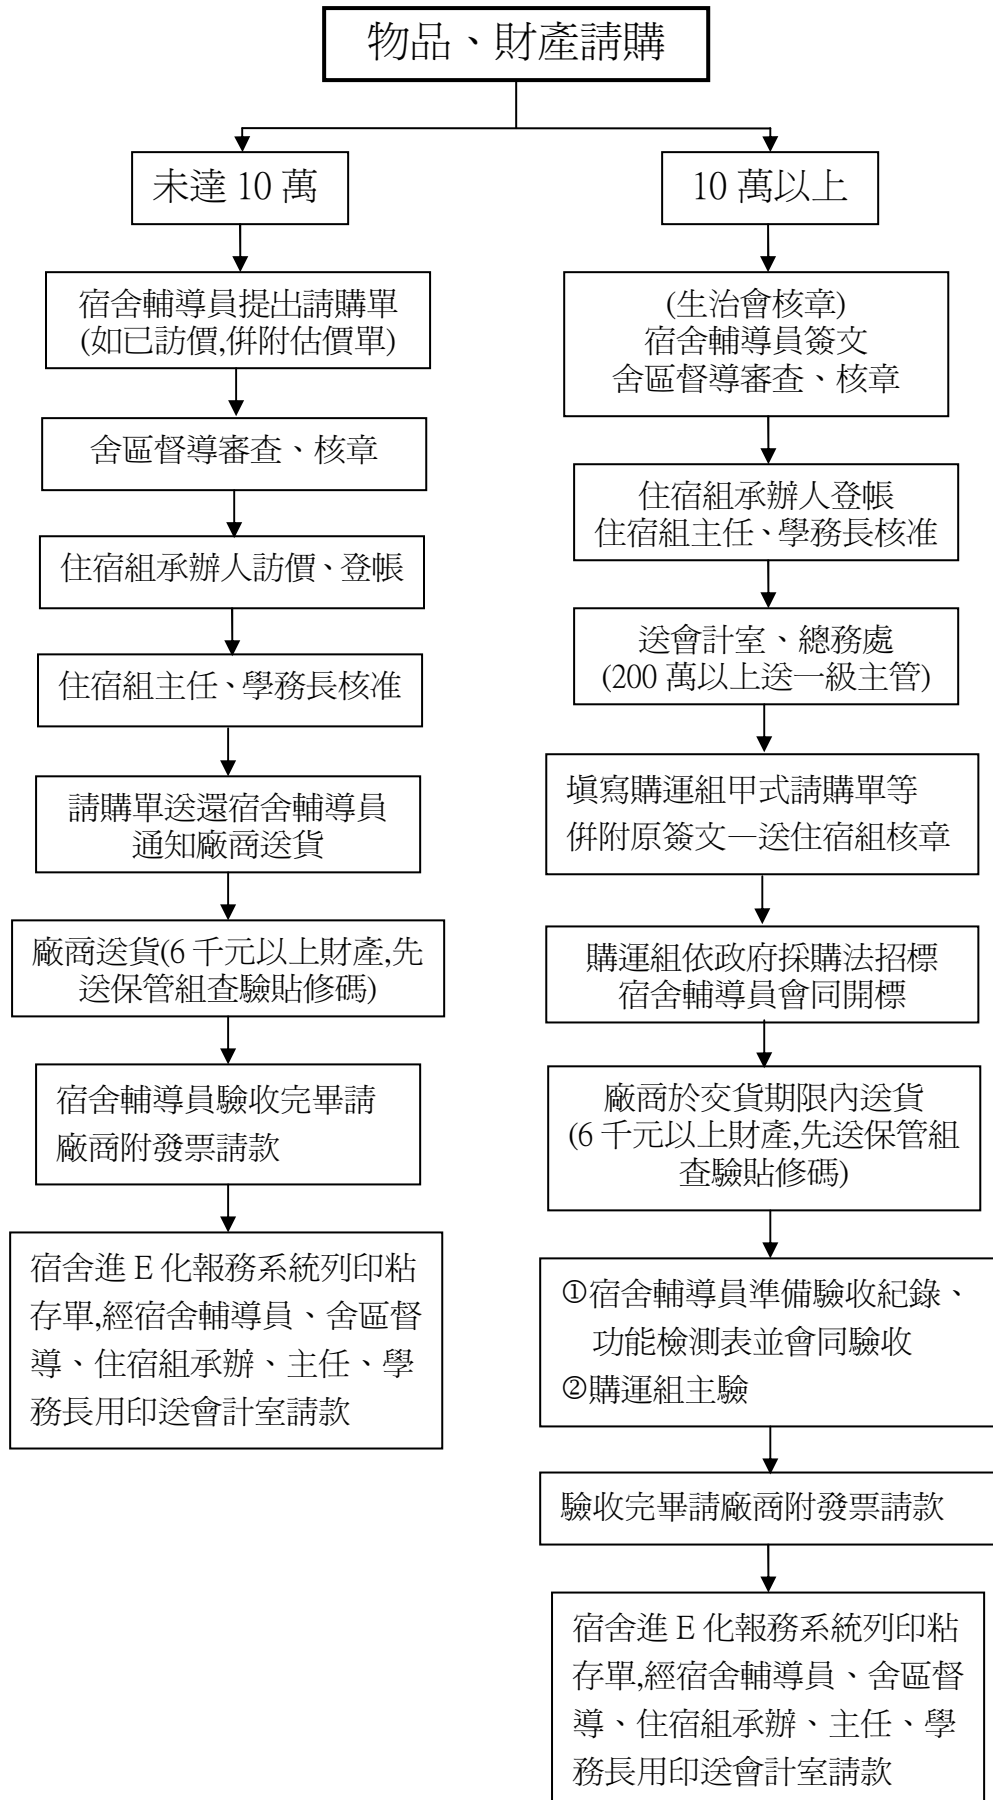 物品、財產請購
未達 10 萬
宿舍輔導員提出請購單
(如已訪價,併附估價單)
舍區督導審查、核章
住宿組承辦人訪價、登帳
住宿組主任、學務長核准
請購單送還宿舍輔導員
通知廠商送貨
廠商送貨(6 千元以上財產,先
送保管組查驗貼修碼)
宿舍輔導員驗收完畢請
廠商附發票請款
宿舍進 E 化報務系統列印粘
存單,經宿舍輔導員、舍區督
導、住宿組承辦、主任、學
務長用印送會計室請款
10 萬以上
(生治會核章)
宿舍輔導員簽文
舍區督導審查、核章
住宿組承辦人登帳
住宿組主任、學務長核准
送會計室、總務處
(200 萬以上送一級主管)
填寫購運組甲式請購單等
併附原簽文—送住宿組核章
購運組依政府採購法招標
宿舍輔導員會同開標
廠商於交貨期限內送貨
(6 千元以上財產,先送保管組
查驗貼修碼)
①宿舍輔導員準備驗收紀錄、
功能檢測表並會同驗收
②購運組主驗
驗收完畢請廠商附發票請款
宿舍進 E 化報務系統列印粘
存單,經宿舍輔導員、舍區督
導、住宿組承辦、主任、學
務長用印送會計室請款